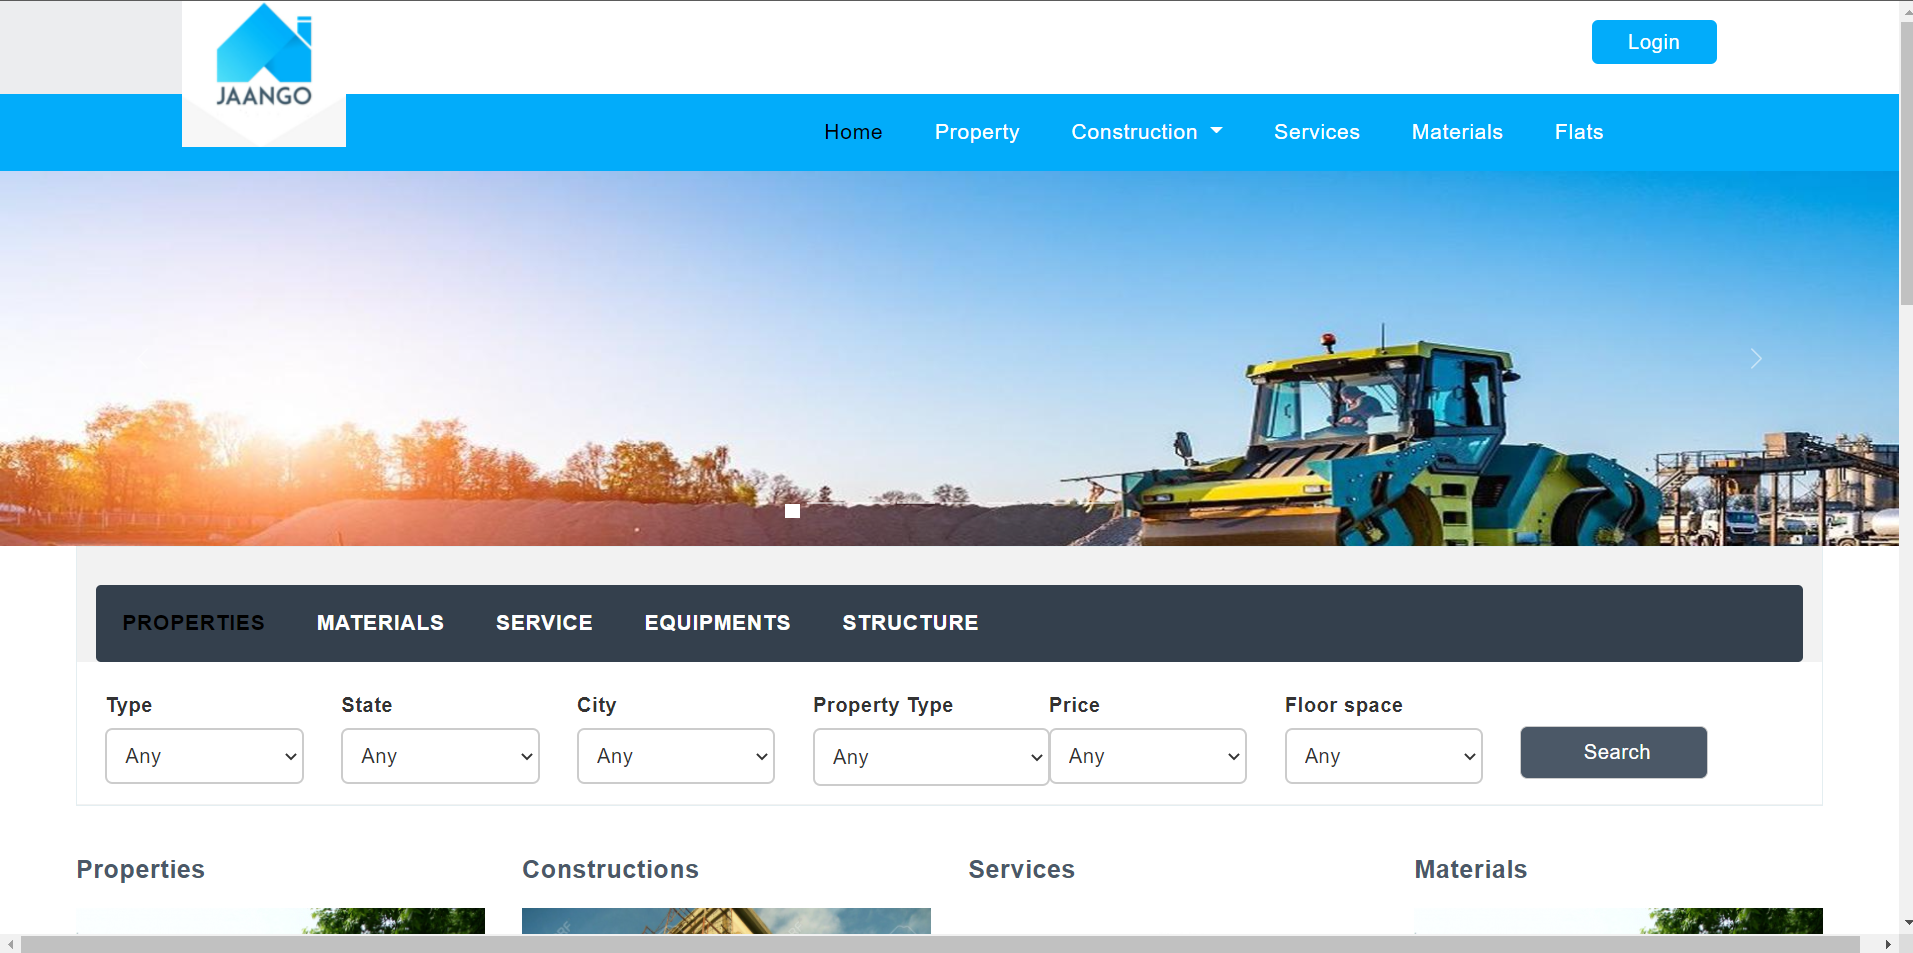 Login
JAANGO
Home Property Construction Services Materials Flats
PROPERTIES MATERIALS SERVICE EQUIPMENTS STRUCTURE
Type State City Property Type Price Floor space
Any Any Any Any Any Any Search
Properties Constructions Services Materials